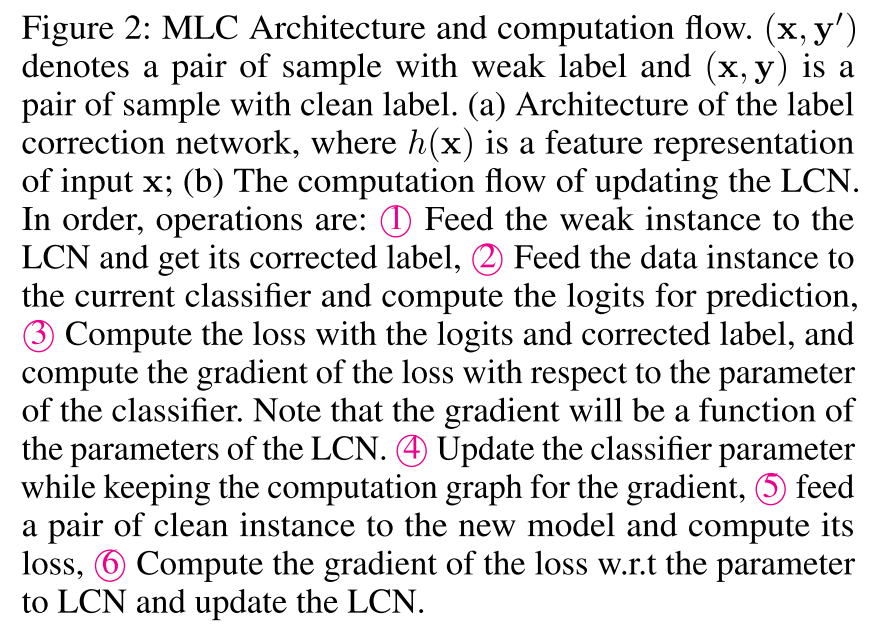 Figure 2: MLC Architecture and computation flow. (x, y′)
denotes a pair of sample with weak label and (x, y) is a
pair of sample with clean label. (a) Architecture of the label
correction network, where h(x) is a feature representation
of input x; (b) The computation flow of updating the LCN.
In order, operations are: ① Feed the weak instance to the
LCN and get its corrected label, ② Feed the data instance to
the current classifier and compute the logits for prediction,
③ Compute the loss with the logits and corrected label, and
compute the gradient of the loss with respect to the parameter
of the classifier. Note that the gradient will be a function of
the parameters of the LCN. ④ Update the classifier parameter
while keeping the computation graph for the gradient, ⑤ feed
a pair of clean instance to the new model and compute its
loss, ⑥ Compute the gradient of the loss w.r.t the parameter
to LCN and update the LCN.